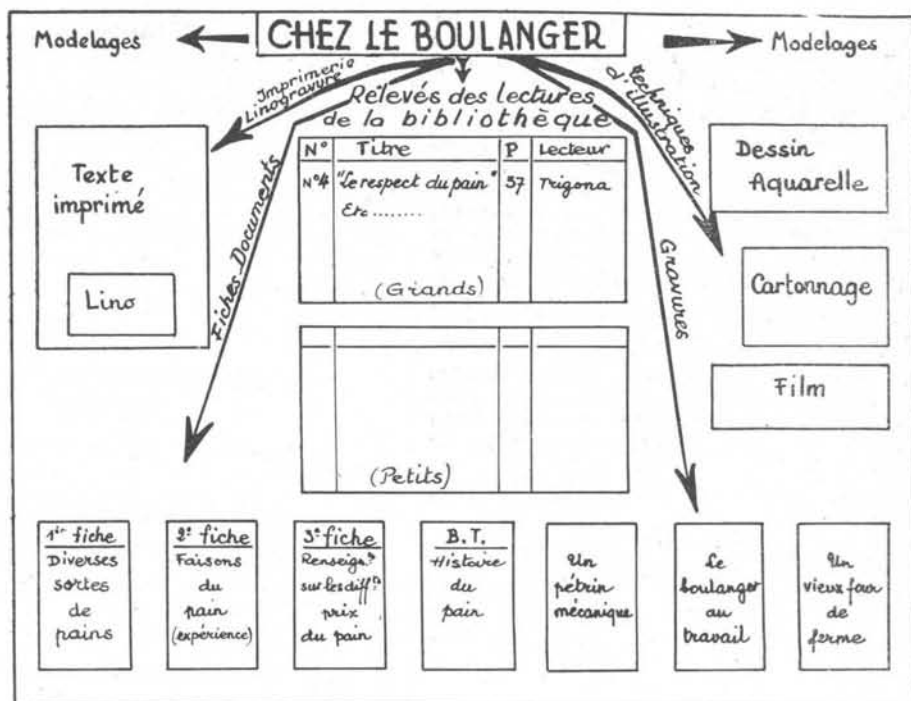 CHEZ LE BOULANGER
Modelages
Modelages
Imprimerie
Linogravure
Relevés des lectures
de la bibliothèque
Techniques
d'illustration
Texte
imprimé
Lino
Fiches Documents
N° Titre P Lecteur
N°4 "Le respect du pain" 37 Trigona
Etc ........
(Grands)
(Petits)
Gravures
Dessin
Aquarelle
Cartonnage
Film
1ère fiche
Diverses
sortes
de
pains
2e fiche
Faisons
du
pain
(expérience)
3e fiche
Renseign.ts
sur les diff.ts
prix
du pain
B.T.
Histoire
du
pain
Un
pétrin
mécanique
Le
boulanger
au
travail
Un
vieux four
de
ferme